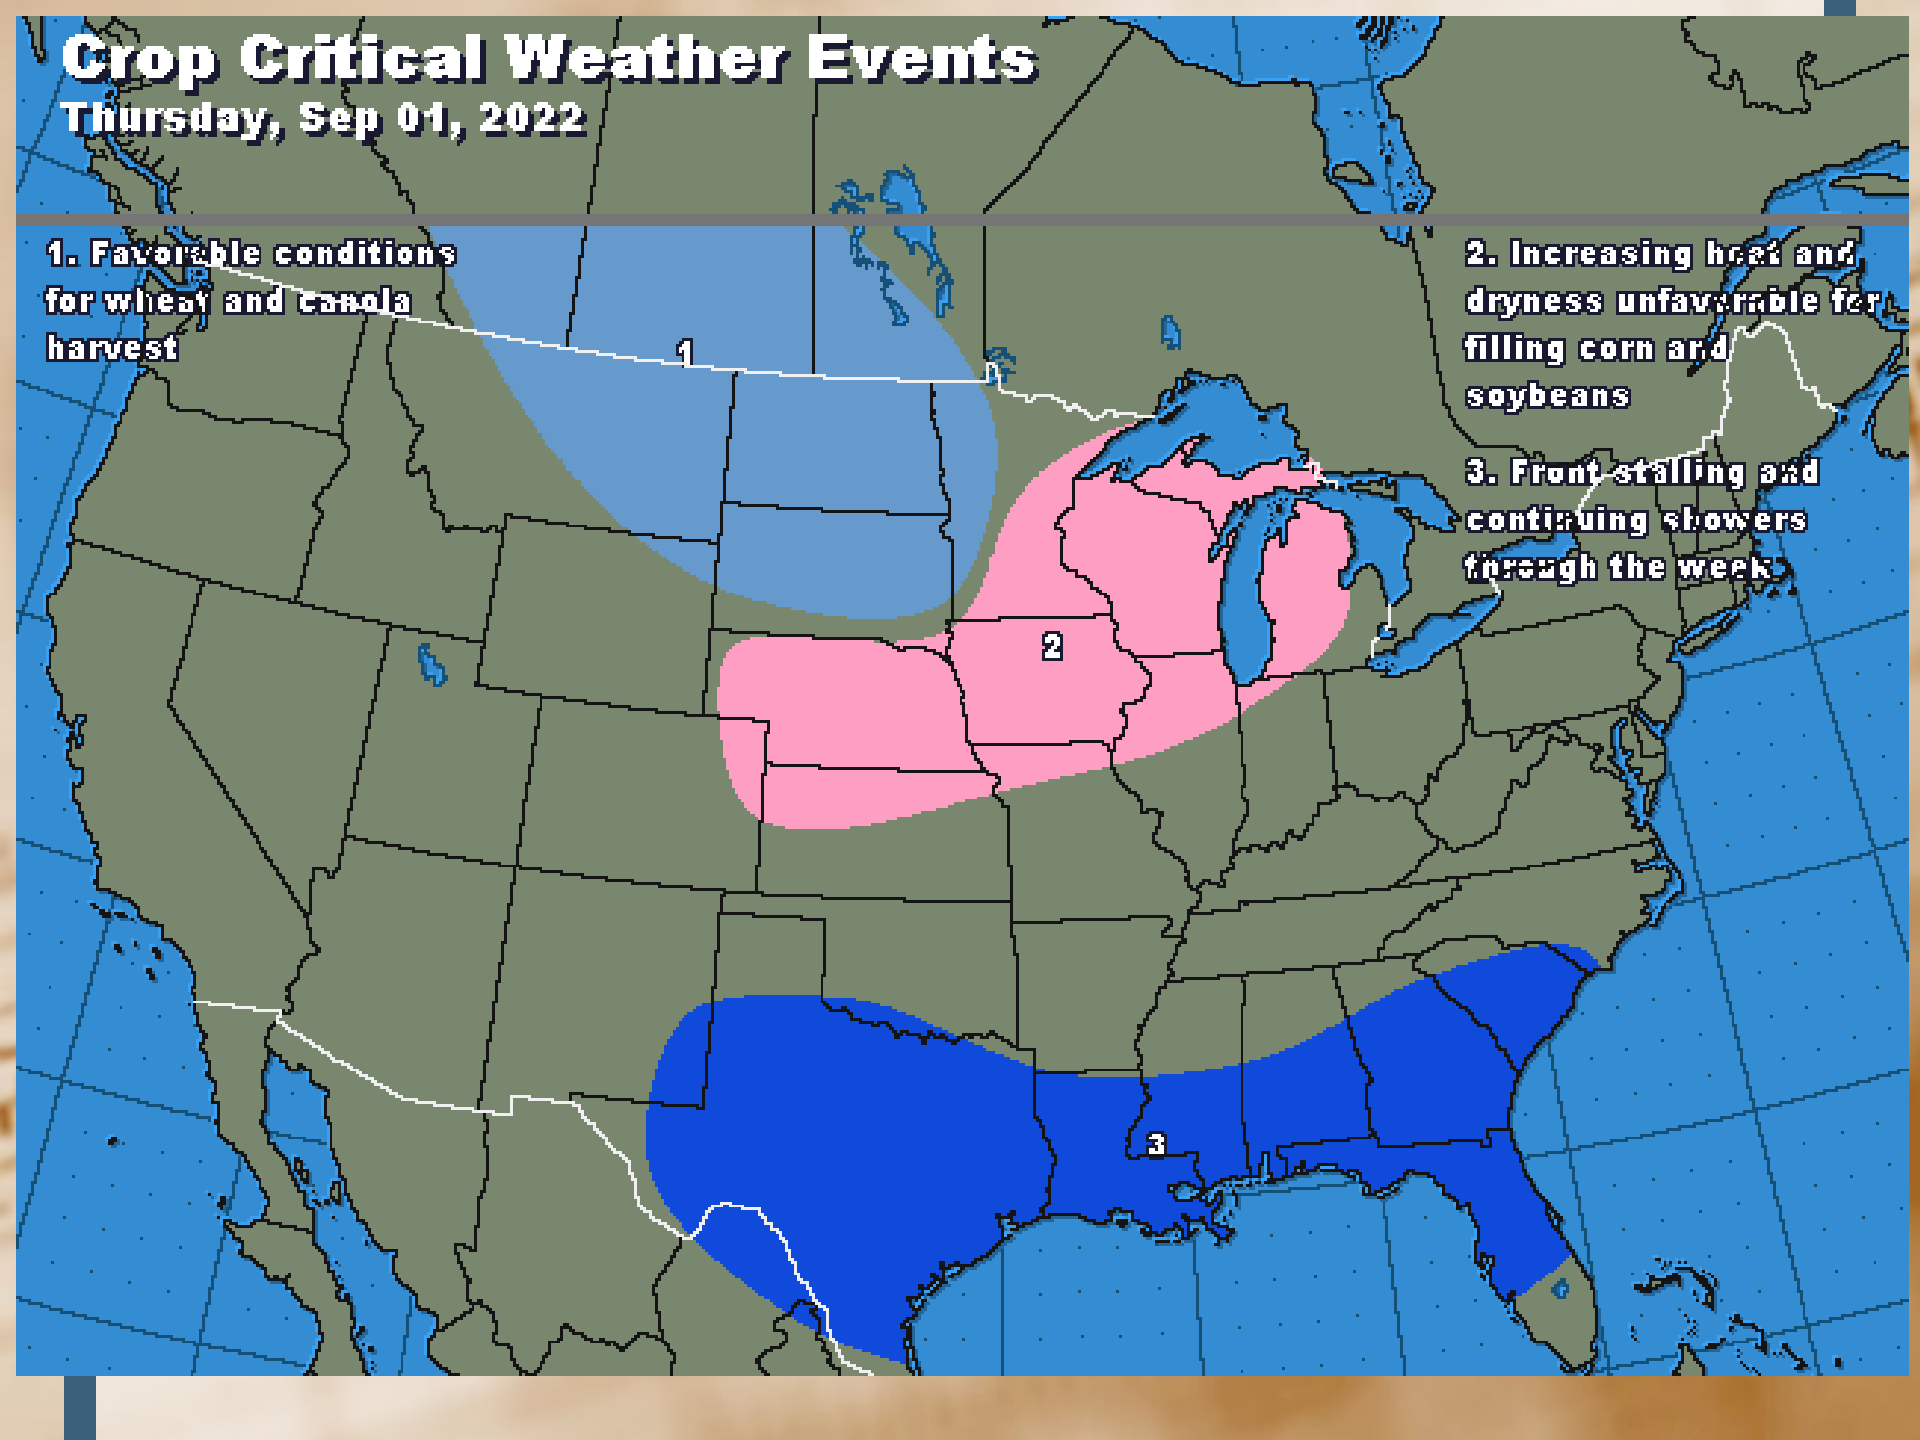 Crop Critical Weather Events
Thursday, Sep 01, 2022
1. Favorable conditions
for wheat and canola
harvest
2. Increasing heat and
dryness unfavorable for
filling corn and
soybeans
3. Front stalling and
continuing showers
through the week
1
2
3